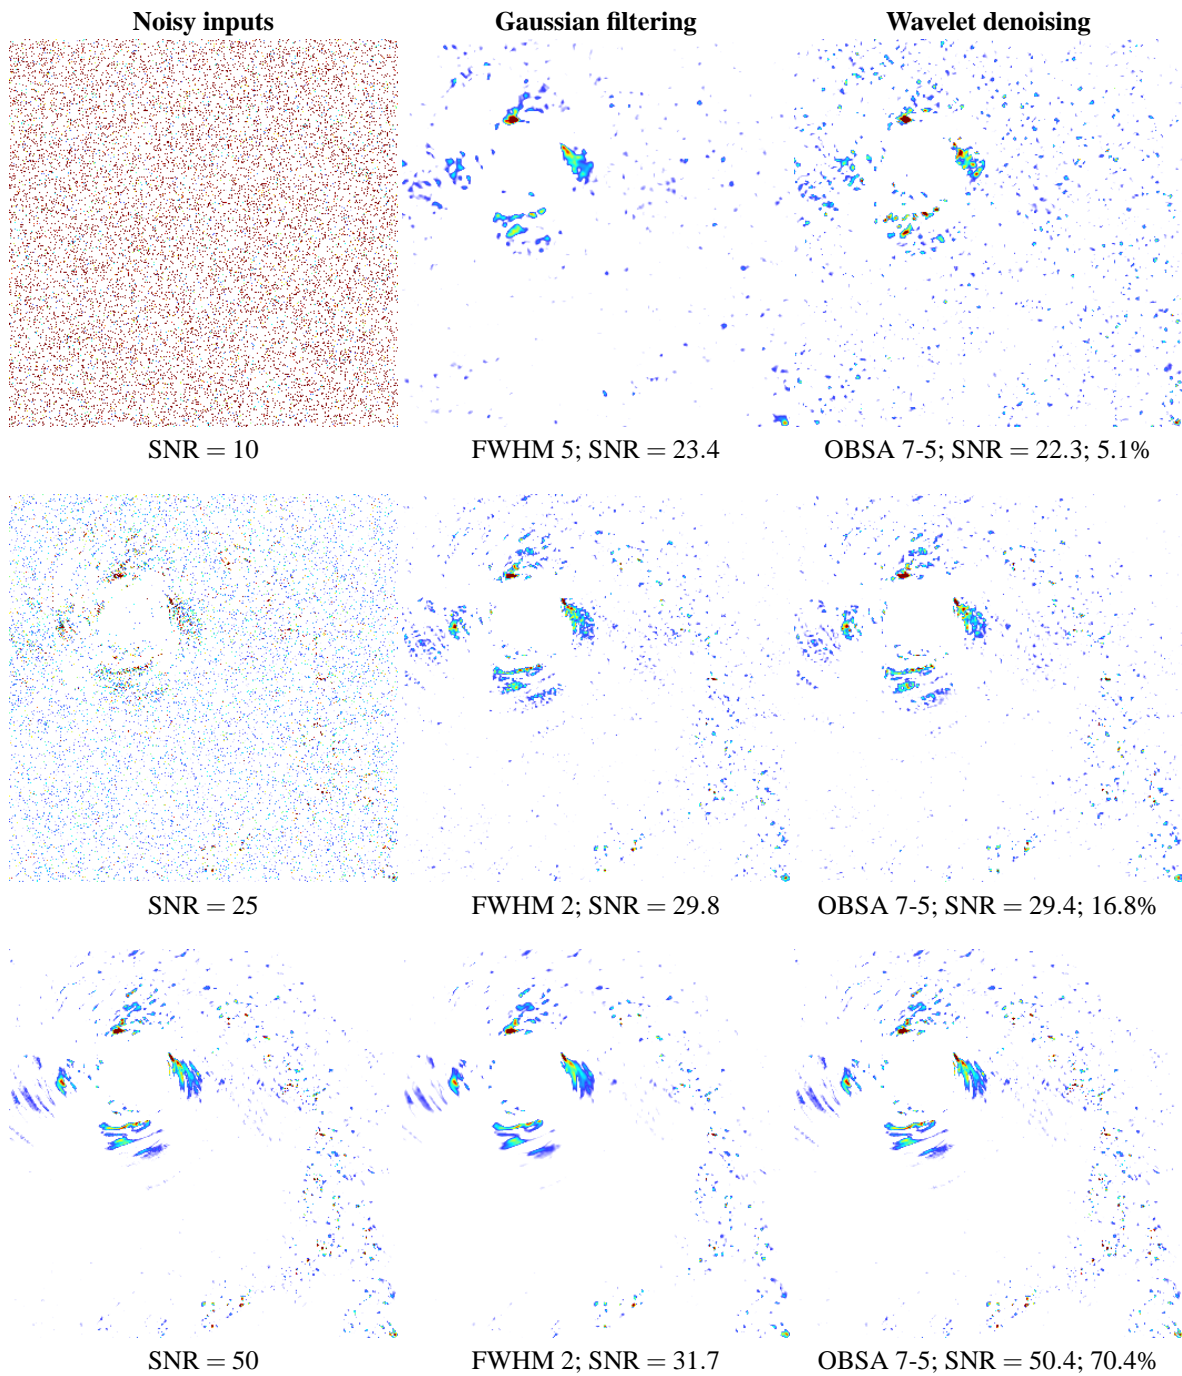 Noisy inputs Gaussian filtering Wavelet denoising
SNR = 10 FWHM 5; SNR = 23.4 OBSA 7-5; SNR = 22.3; 5.1%
SNR = 25 FWHM 2; SNR = 29.8 OBSA 7-5; SNR = 29.4; 16.8%
SNR = 50 FWHM 2; SNR = 31.7 OBSA 7-5; SNR = 50.4; 70.4%